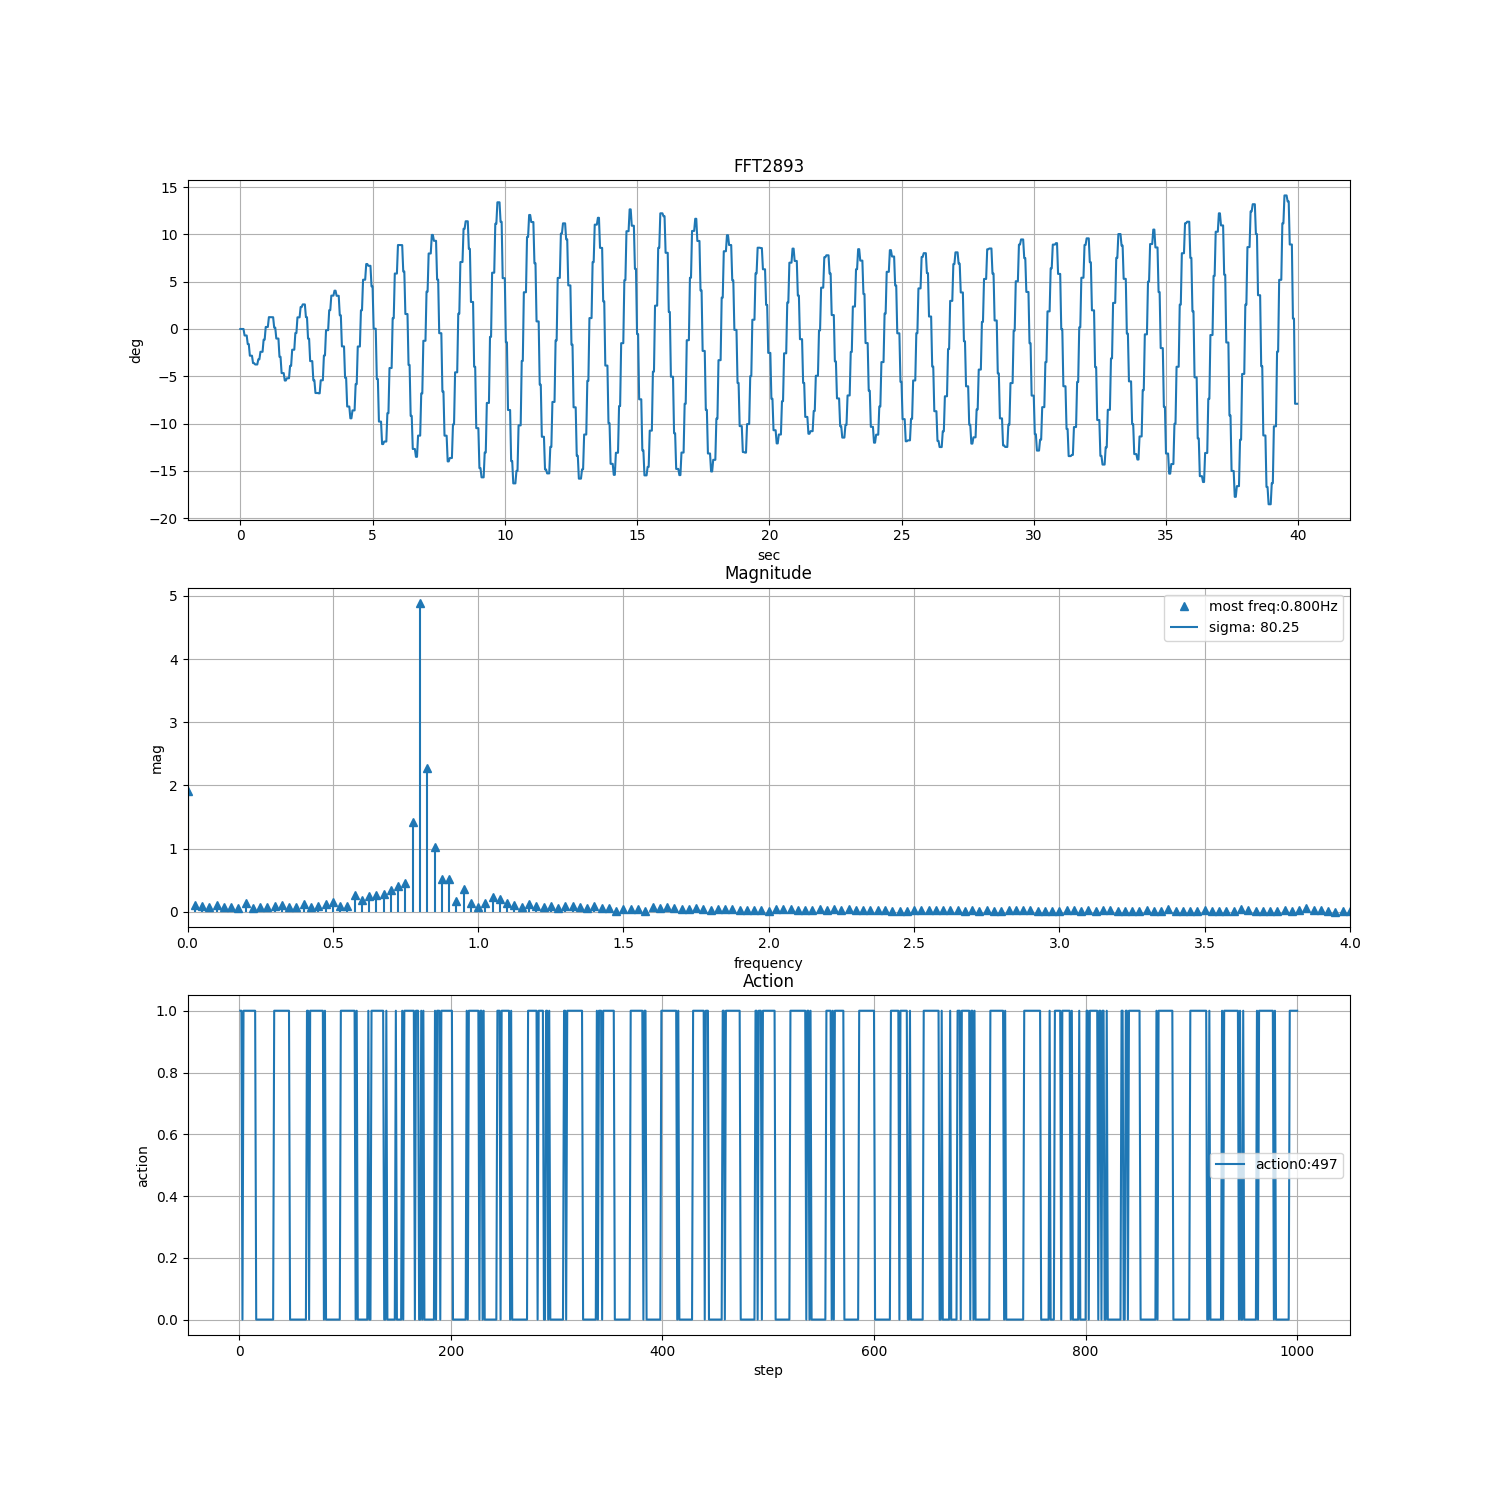 FFT2893
15
10
5
0
−5
−10
−15
−20
deg
0 5 10 15 20 25 30 35 40
sec
Magnitude
5
4
3
2
1
0
mag
most freq:0.800Hz
sigma: 80.25
0.0 0.5 1.0 1.5 2.0 2.5 3.0 3.5 4.0
frequency
Action
1.0
0.8
0.6
0.4
0.2
0.0
action
action0:497
0 200 400 600 800 1000
step